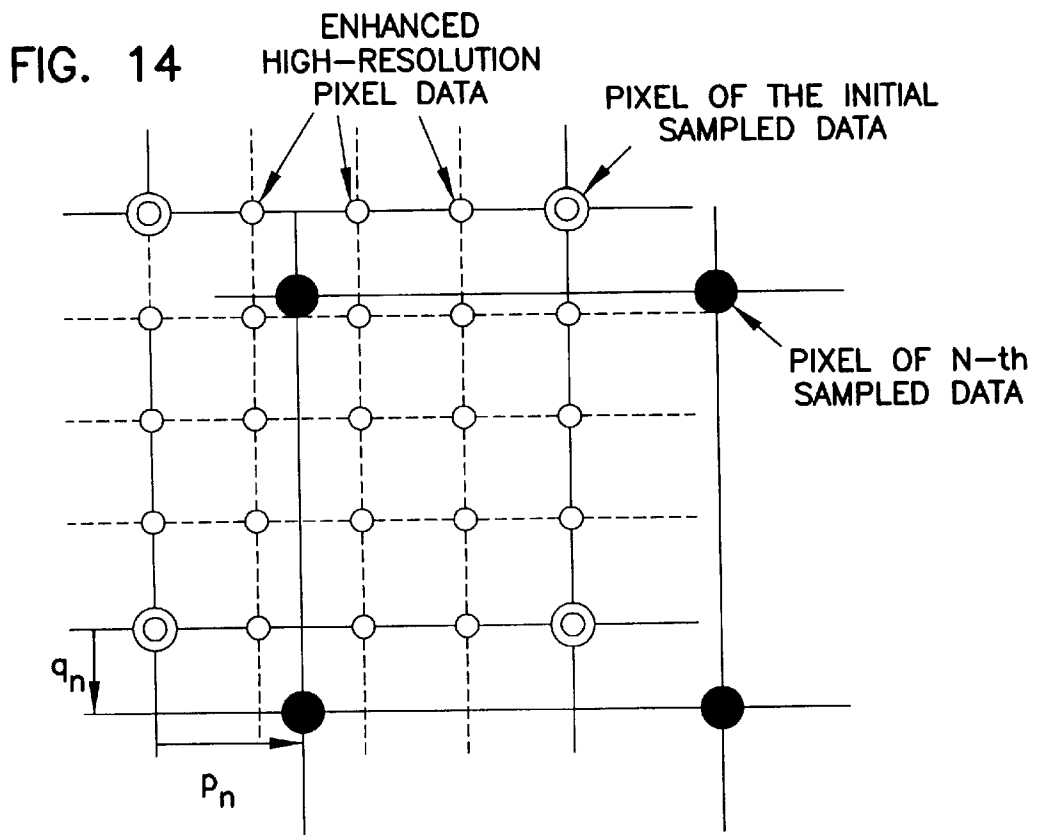 FIG. 14
ENHANCED
HIGH-RESOLUTION
PIXEL DATA
PIXEL OF THE INITIAL
SAMPLED DATA
PIXEL OF N-th
SAMPLED DATA
qn
pn